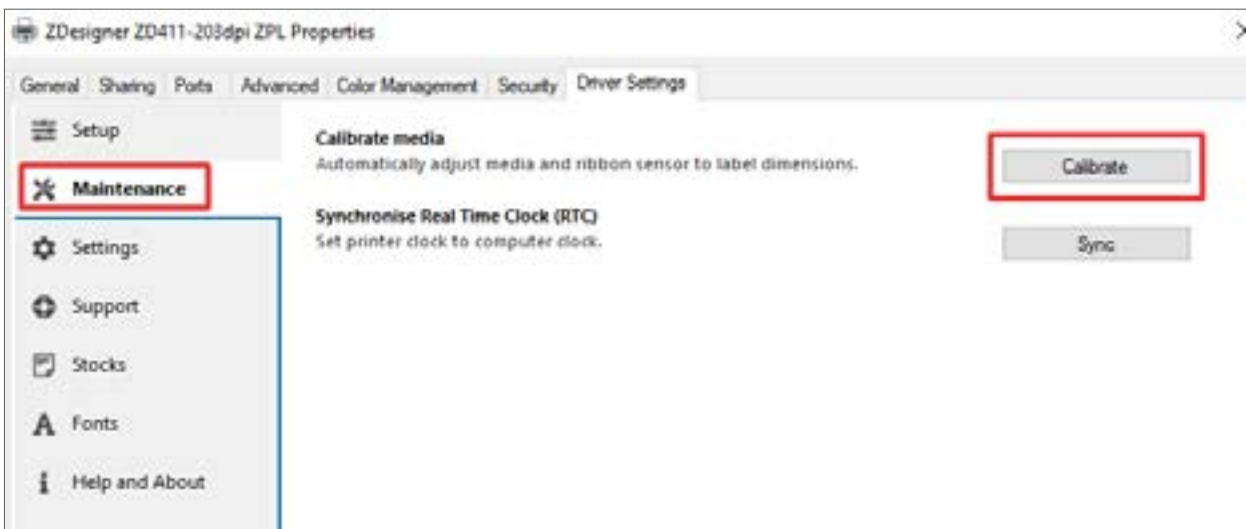 ZDesigner ZD411-203dpi ZPL Properties
General Sharing Ports Advanced Color Management Security Driver Settings
Setup
Maintenance
Settings
Support
Stocks
Fonts
Help and About
Calibrate media
Automatically adjust media and ribbon sensor to label dimensions.
Calibrate
Synchronise Real Time Clock (RTC)
Set printer clock to computer clock.
Sync